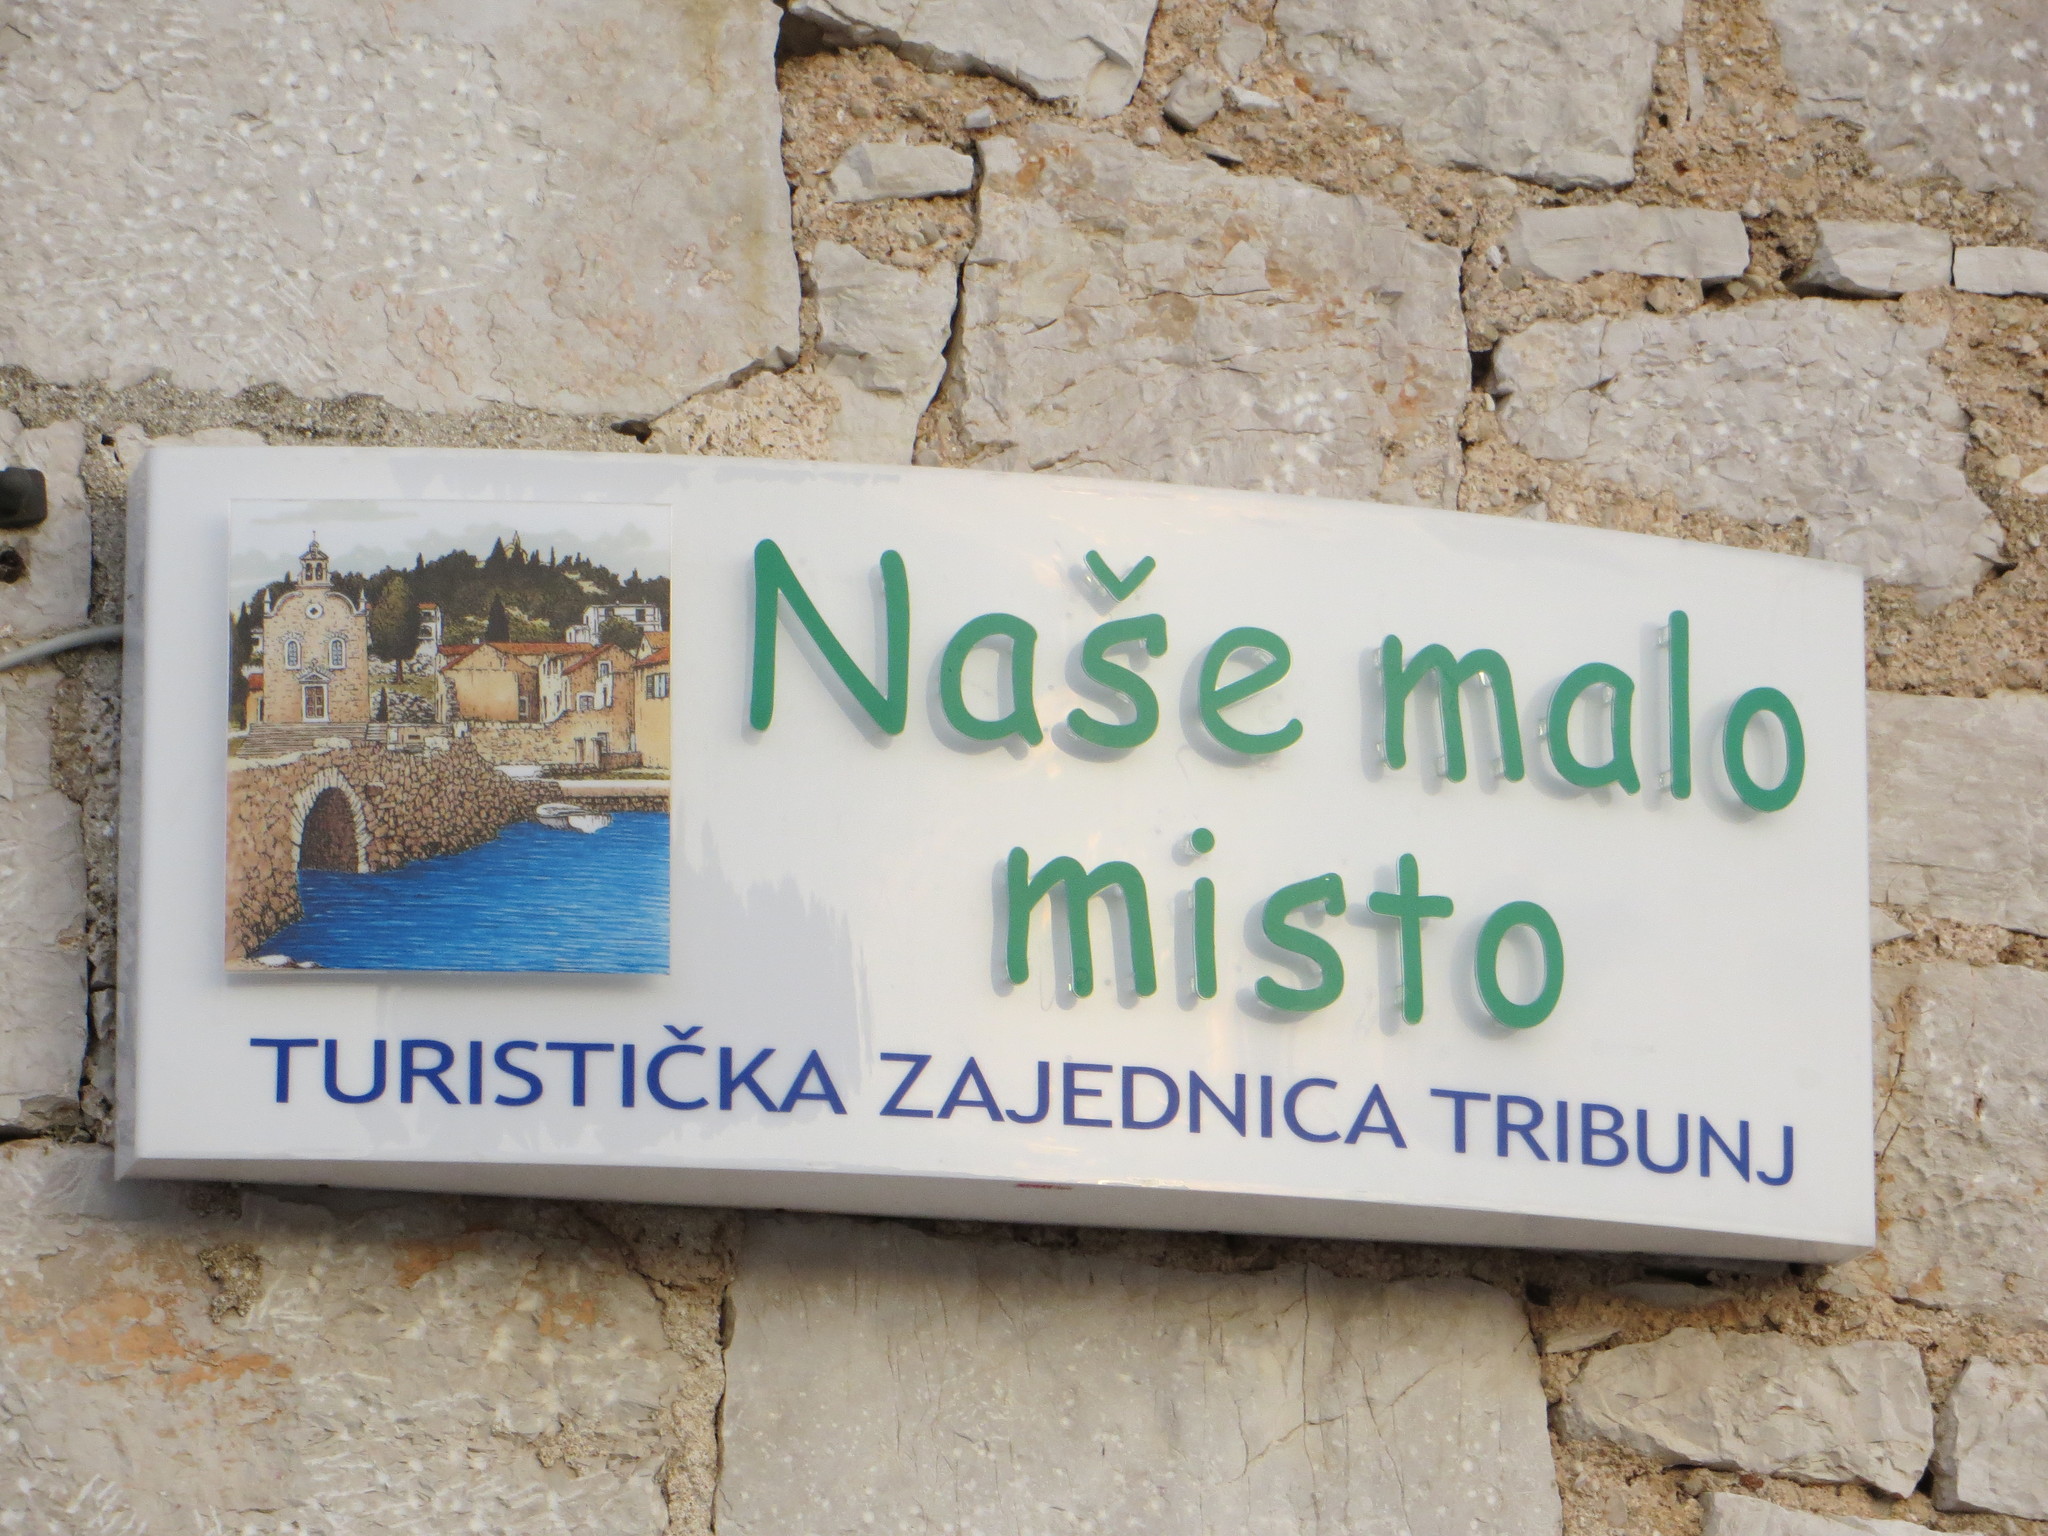 Naše malo
misto
TURISTIČKA ZAJEDNICA TRIBUNJ